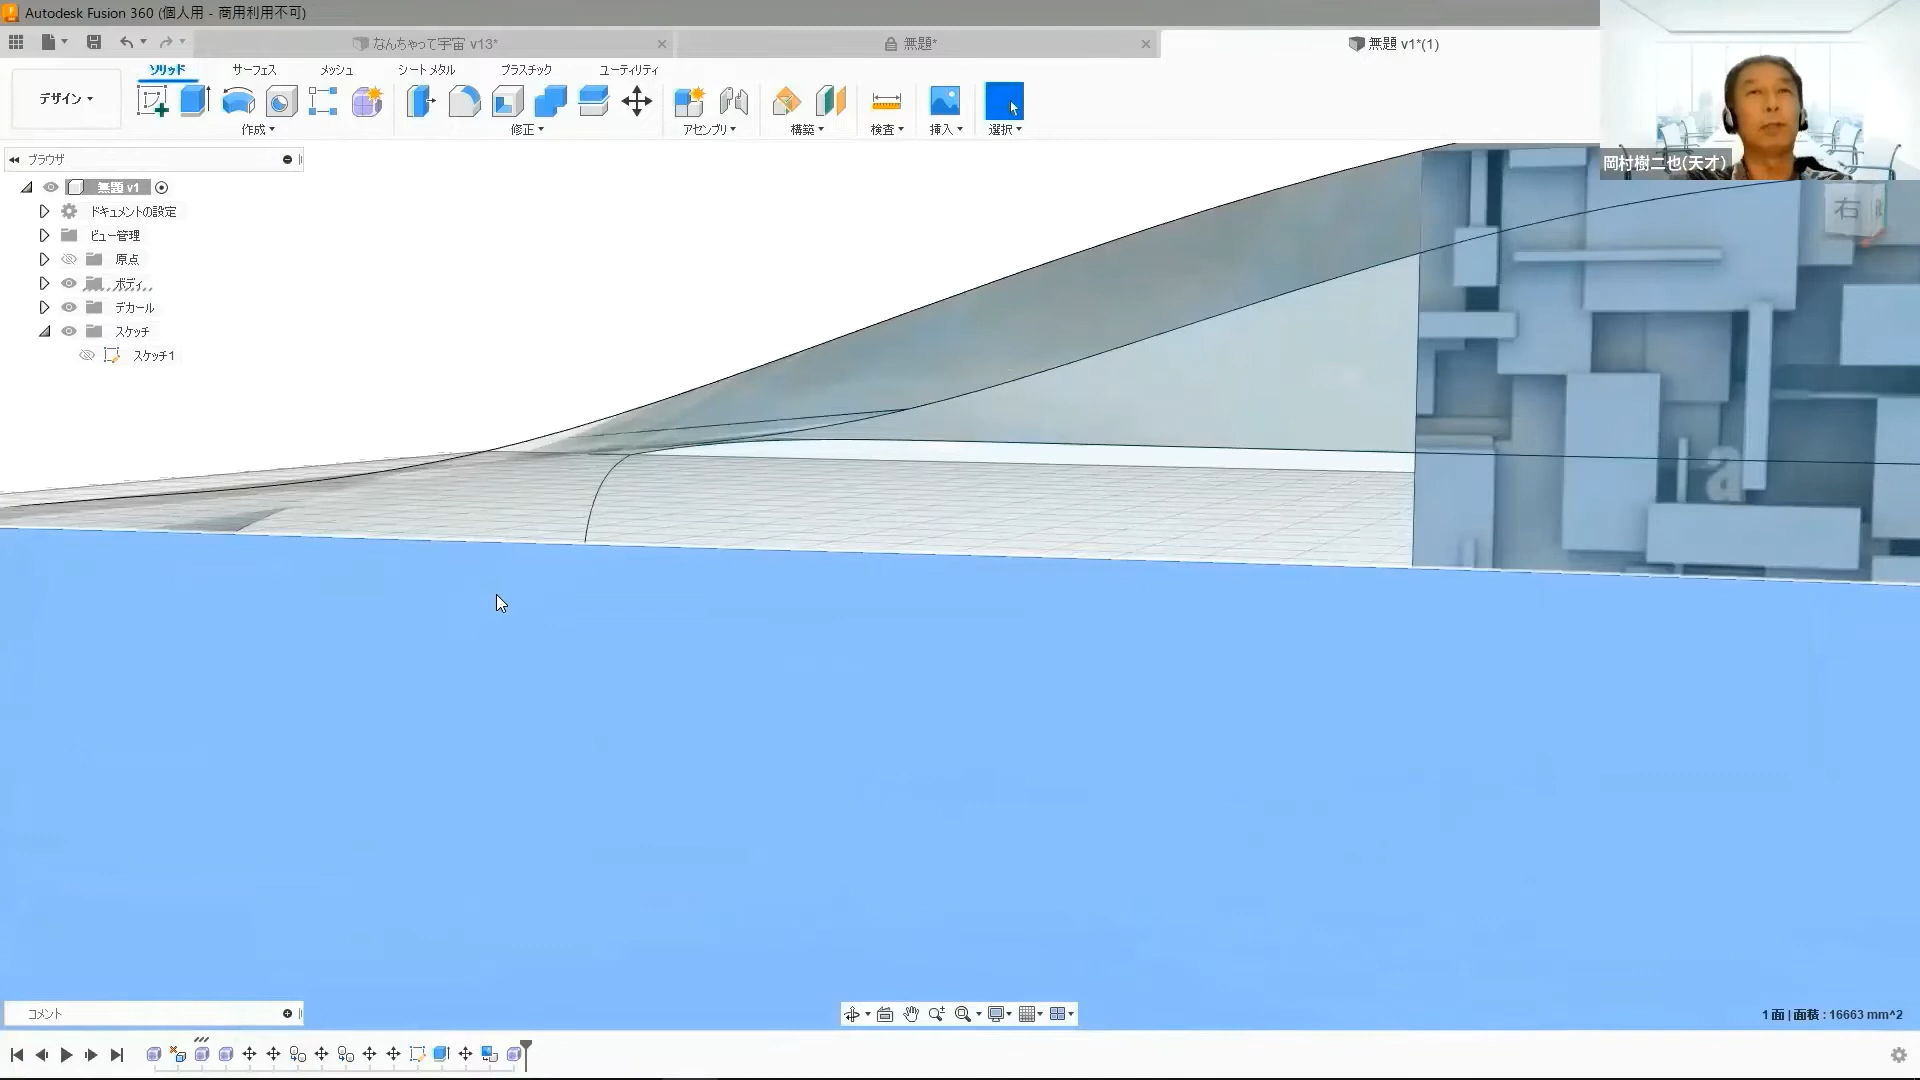 Autodesk Fusion 360 (個人用 - 商用利用不可)
なんちゃって宇宙 v13*
無題*
無題 v1*(1)
デザイン
ソリッド
サーフェス
メッシュ
シート メタル
プラスチック
ユーティリティ
作成
修正
アセンブリ
構築
検査
挿入
選択
岡村樹二也(天才)
右
ブラウザ
無題 v1
ドキュメントの設定
ビュー管理
原点
ボディ
デカール
スケッチ
スケッチ1
la
コメント
1 面 | 面積 : 16663 mm^2